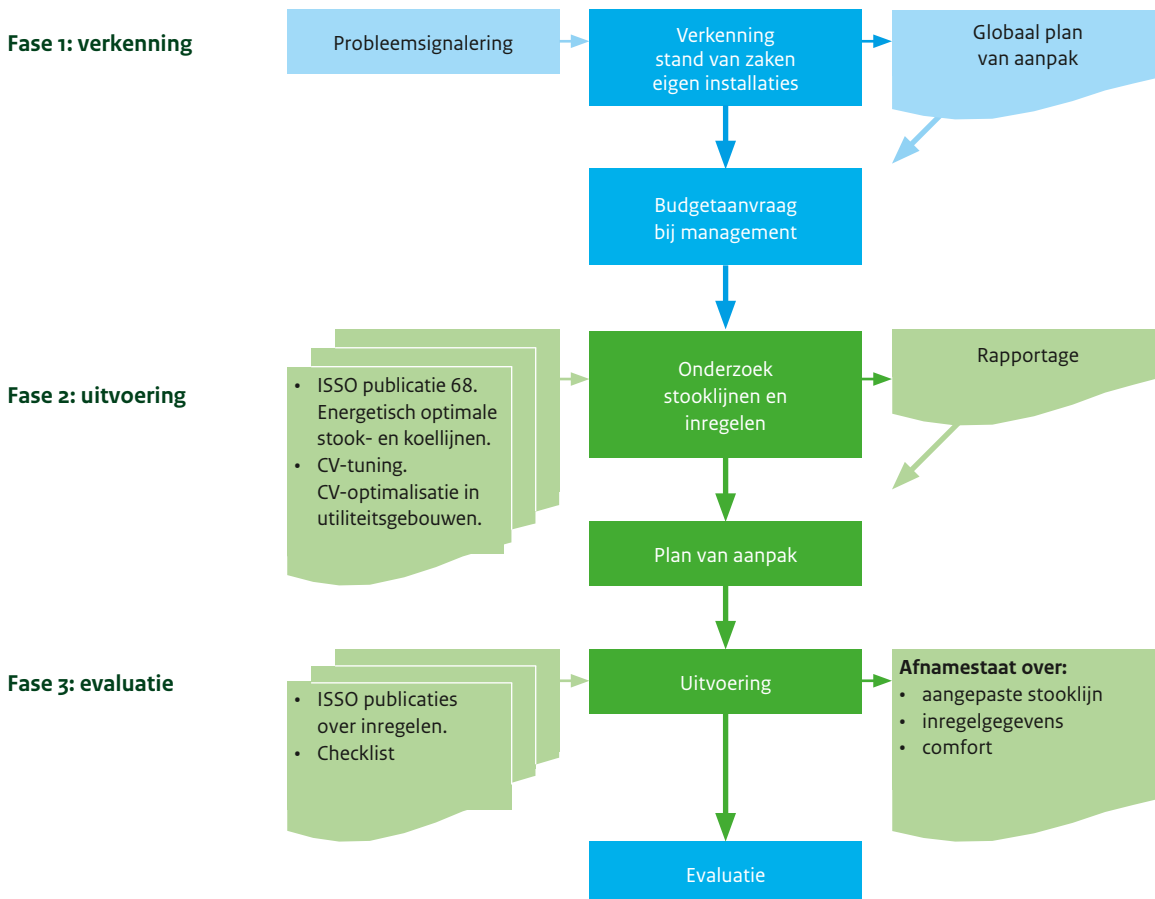 Fase 1: verkenning
Probleemsignalering
Verkenning
stand van zaken
eigen installaties
Globaal plan
van aanpak
Budgetaanvraag
bij management
Fase 2: uitvoering
• ISSO publicatie 68.
Energetisch optimale
stook- en koellijnen.
• CV-tuning.
CV-optimalisatie in
utiliteitsgebouwen.
Onderzoek
stooklijnen en
inregelen
Rapportage
Plan van aanpak
Fase 3: evaluatie
• ISSO publicaties
over inregelen.
• Checklist
Uitvoering
Afnamestaat over:
• aangepaste stooklijn
• inregelgegevens
• comfort
Evaluatie